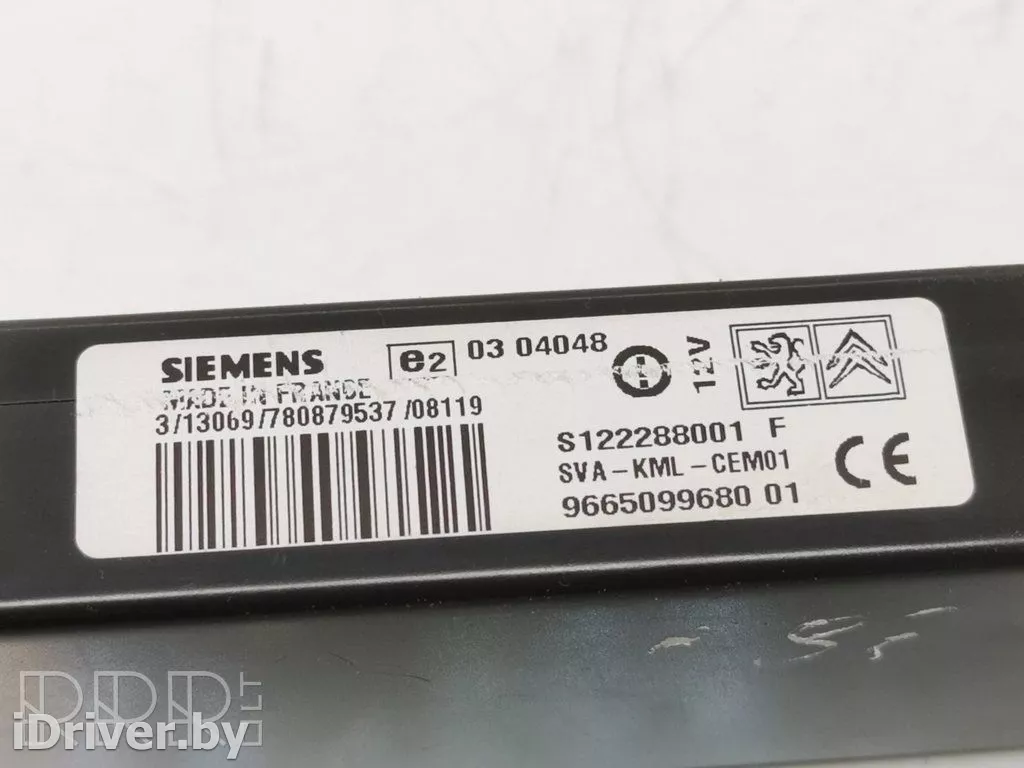 SIEMENS
e2
03 04048
12V
MADE IN FRANCE
3/13069/780879537/08119
S122288001 F
SVA-KML-CEM01
9665099680 01
CE
iDriver.by